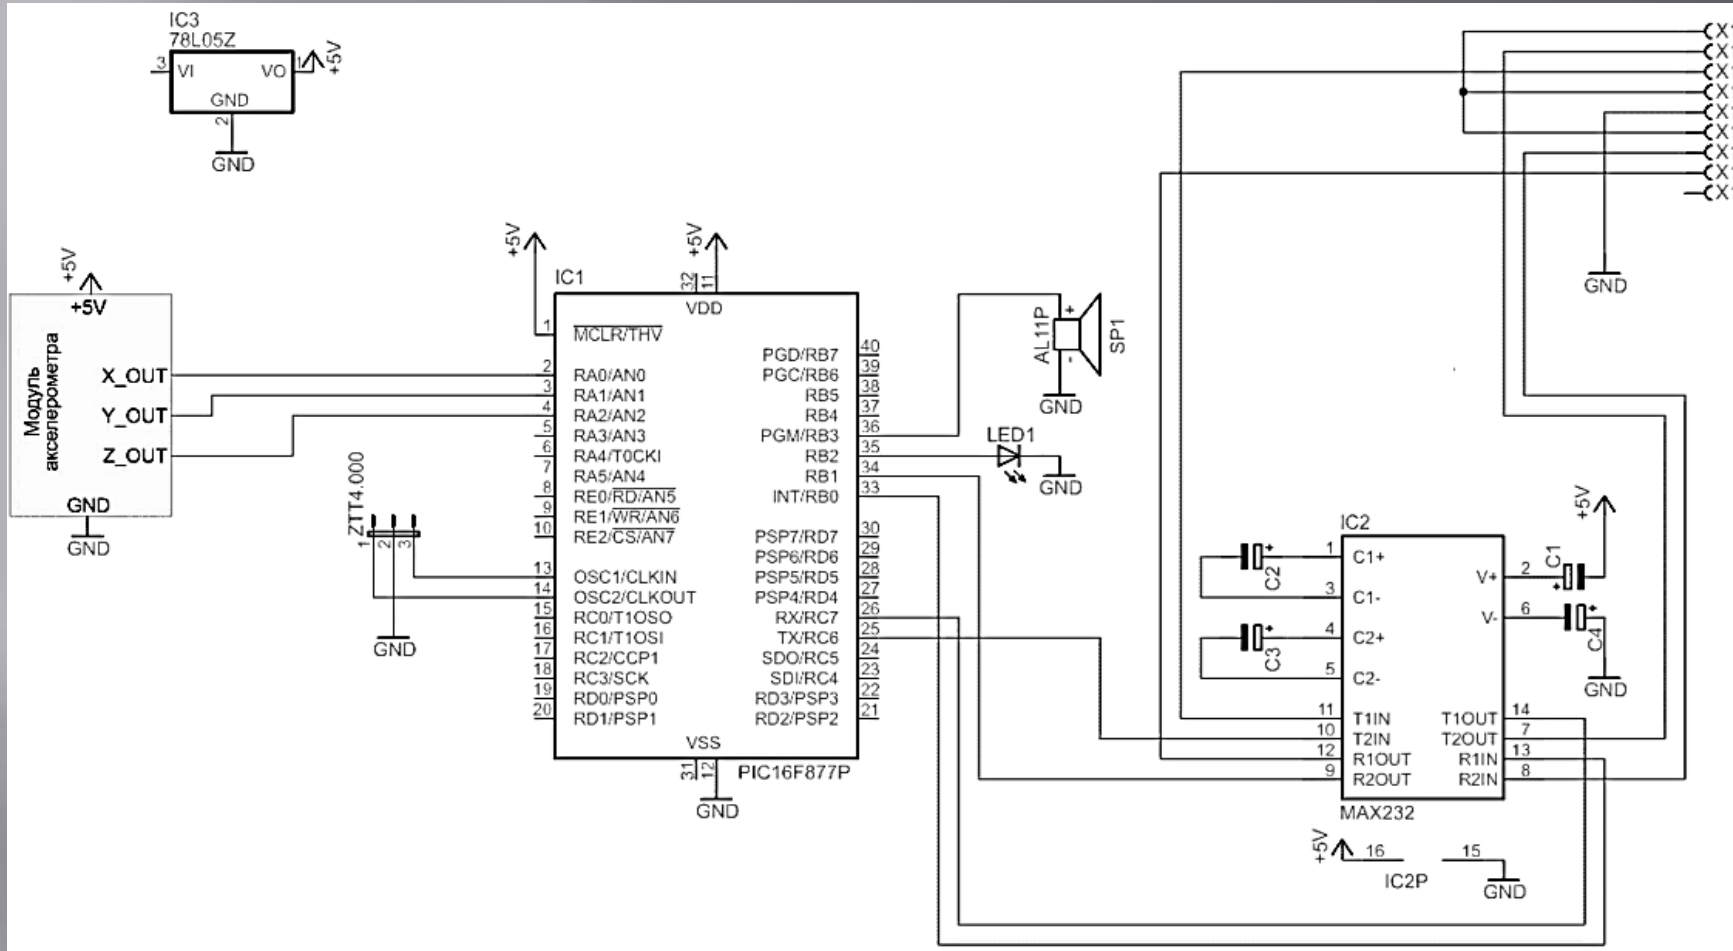 IC3
78L05Z
3
VI
VO
1
+5V
GND
2
GND
+5V
+5V
Модуль
акселерометра
X_OUT
Y_OUT
Z_OUT
GND
GND
ZTT4.000
1
2
3
GND
+5V
+5V
IC1
32
11
VDD
1
MCLR/THV
2
RA0/AN0
3
RA1/AN1
4
RA2/AN2
5
RA3/AN3
6
RA4/T0CKI
7
RA5/AN4
8
RE0/RD/AN5
9
RE1/WR/AN6
10
RE2/CS/AN7
13
OSC1/CLKIN
14
OSC2/CLKOUT
15
RC0/T1OSO
16
RC1/T1OSI
17
RC2/CCP1
18
RC3/SCK
19
RD0/PSP0
20
RD1/PSP1
PGD/RB7
40
PGC/RB6
39
RB5
38
RB4
37
PGM/RB3
36
RB2
35
RB1
34
INT/RB0
33
PSP7/RD7
30
PSP6/RD6
29
PSP5/RD5
28
PSP4/RD4
27
RX/RC7
26
TX/RC6
25
SDO/RC5
24
SDI/RC4
23
RD3/PSP3
22
RD2/PSP2
21
VSS
31
12
PIC16F877P
GND
AL11P
+
-
SP1
GND
LED1
GND
X1
X1
X1
X1
X1
X1
X1
X1
X1
GND
IC2
1
C1+
3
C1-
4
C2+
5
C2-
11
T1IN
10
T2IN
12
R1OUT
9
R2OUT
V+
2
V-
6
T1OUT
14
T2OUT
7
R1IN
13
R2IN
8
MAX232
C2
+
C3
+
C1
+
C4
+
+5V
GND
+5V
16
15
IC2P
GND